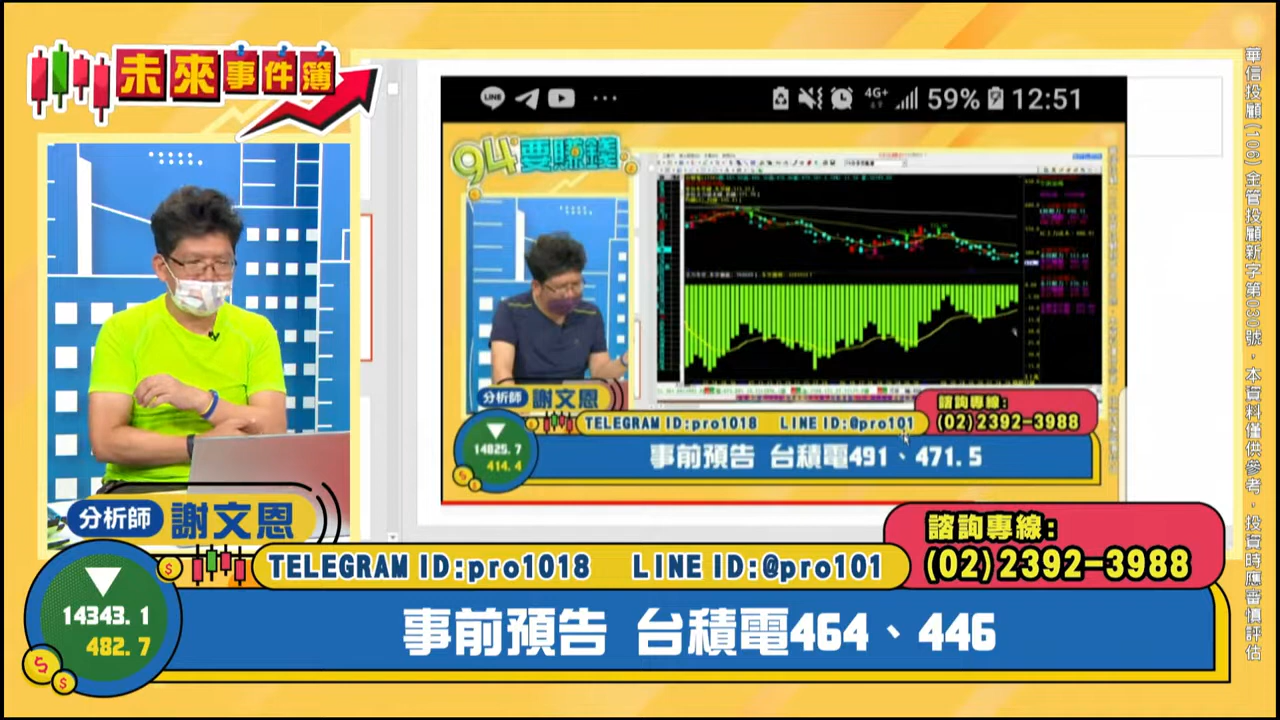 未來事件簿
LINE
4G+ 59% 12:51
94要賺錢
分析師 謝文恩
TELEGRAM ID:pro1018 LINE ID:@pro101
諮詢專線:
(02)2392-3988
14825.7
414.4
事前預告 台積電491、471.5
分析師 謝文恩
TELEGRAM ID:pro1018 LINE ID:@pro101
諮詢專線:
(02)2392-3988
14343.1
482.7
事前預告 台積電464、446
華信投顧(106)金管投顧新字第030號，本資料僅供參考，投資時應審慎評估